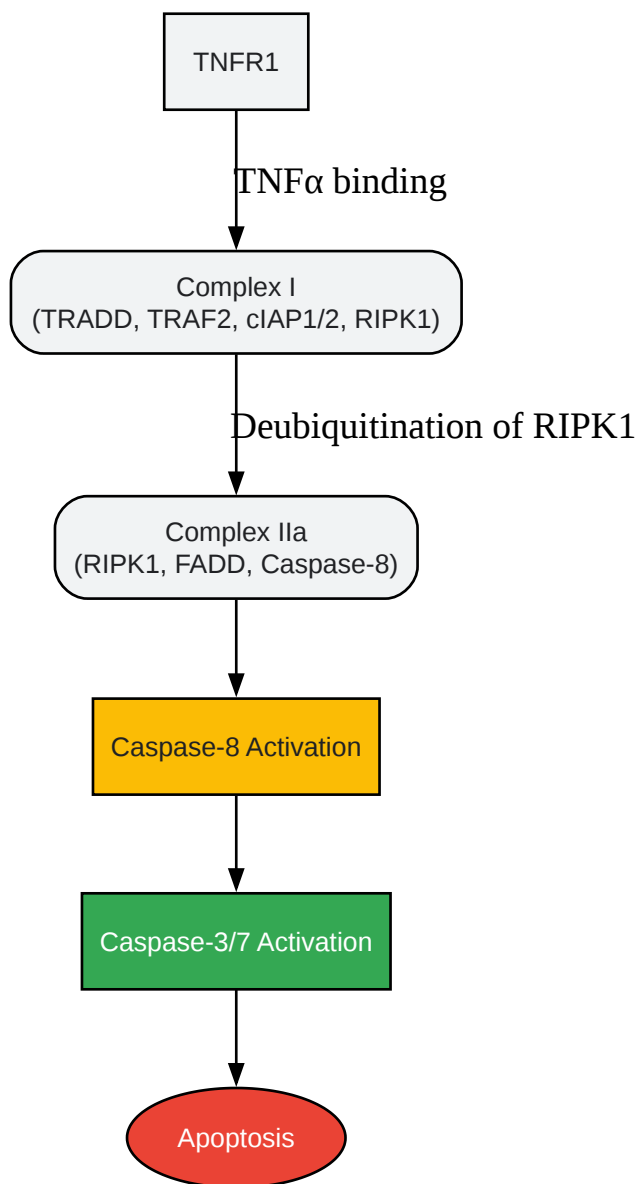 TNFR1
TNFα binding
Complex I
(TRADD, TRAF2, cIAP1/2, RIPK1)
Deubiquitination of RIPK1
Complex IIa
(RIPK1, FADD, Caspase-8)
Caspase-8 Activation
Caspase-3/7 Activation
Apoptosis